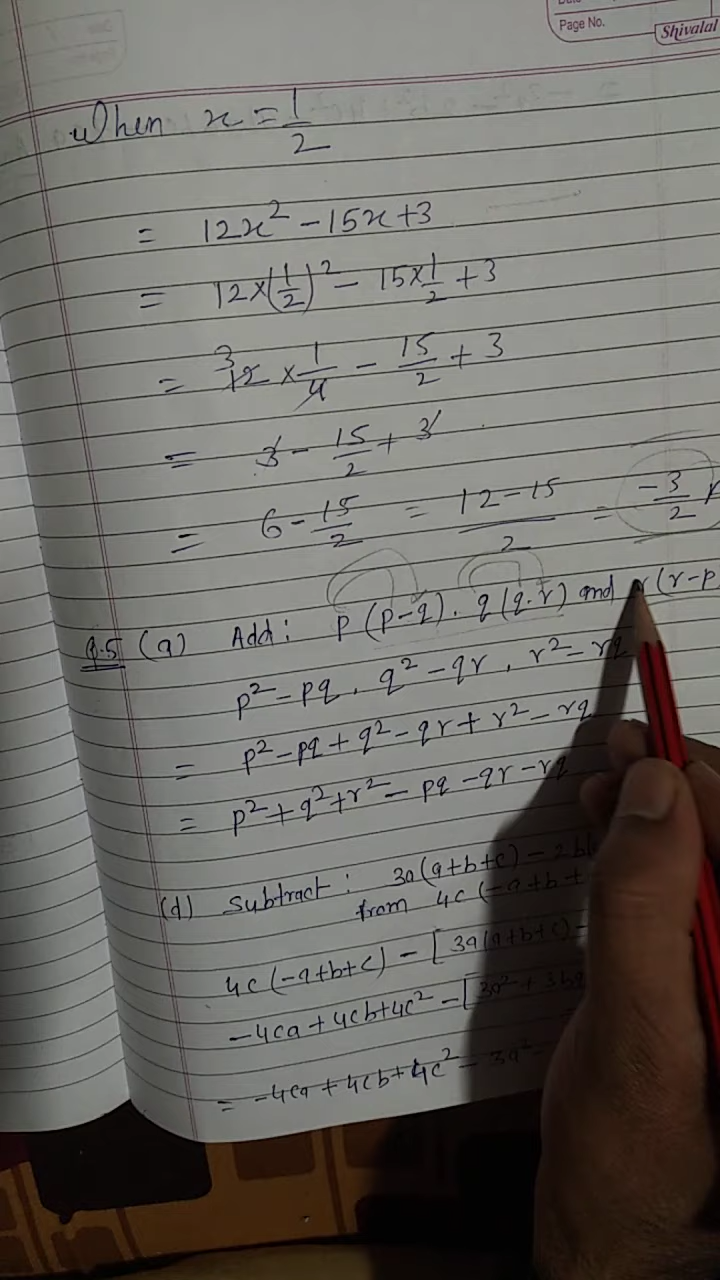 Page No.
Shivalal
When x = 1/2
= 12x² - 15x + 3
= 12×(1/2)² - 15×1/2 + 3
= 3 12 × 1/4 - 15/2 + 3
= 3 - 15/2 + 3
= 6 - 15/2 = 12-15/2 = -3/2
Q.5 (a) Add: p(p-q), q(q-r) and r(r-p
p² - pq, q² - qr, r² - rq
= p² - pq + q² - qr + r² - rq
= p² + q² + r² - pq - qr - rq
(d) Subtract: 3a(a+b+c) - 2b(
from 4c(-a+b+
4c(-a+b+c) - [3a(a+b+c) -
-4ca + 4cb + 4c² - [3a² + 3ba
= -4ca + 4cb + 4c² - 3a² -